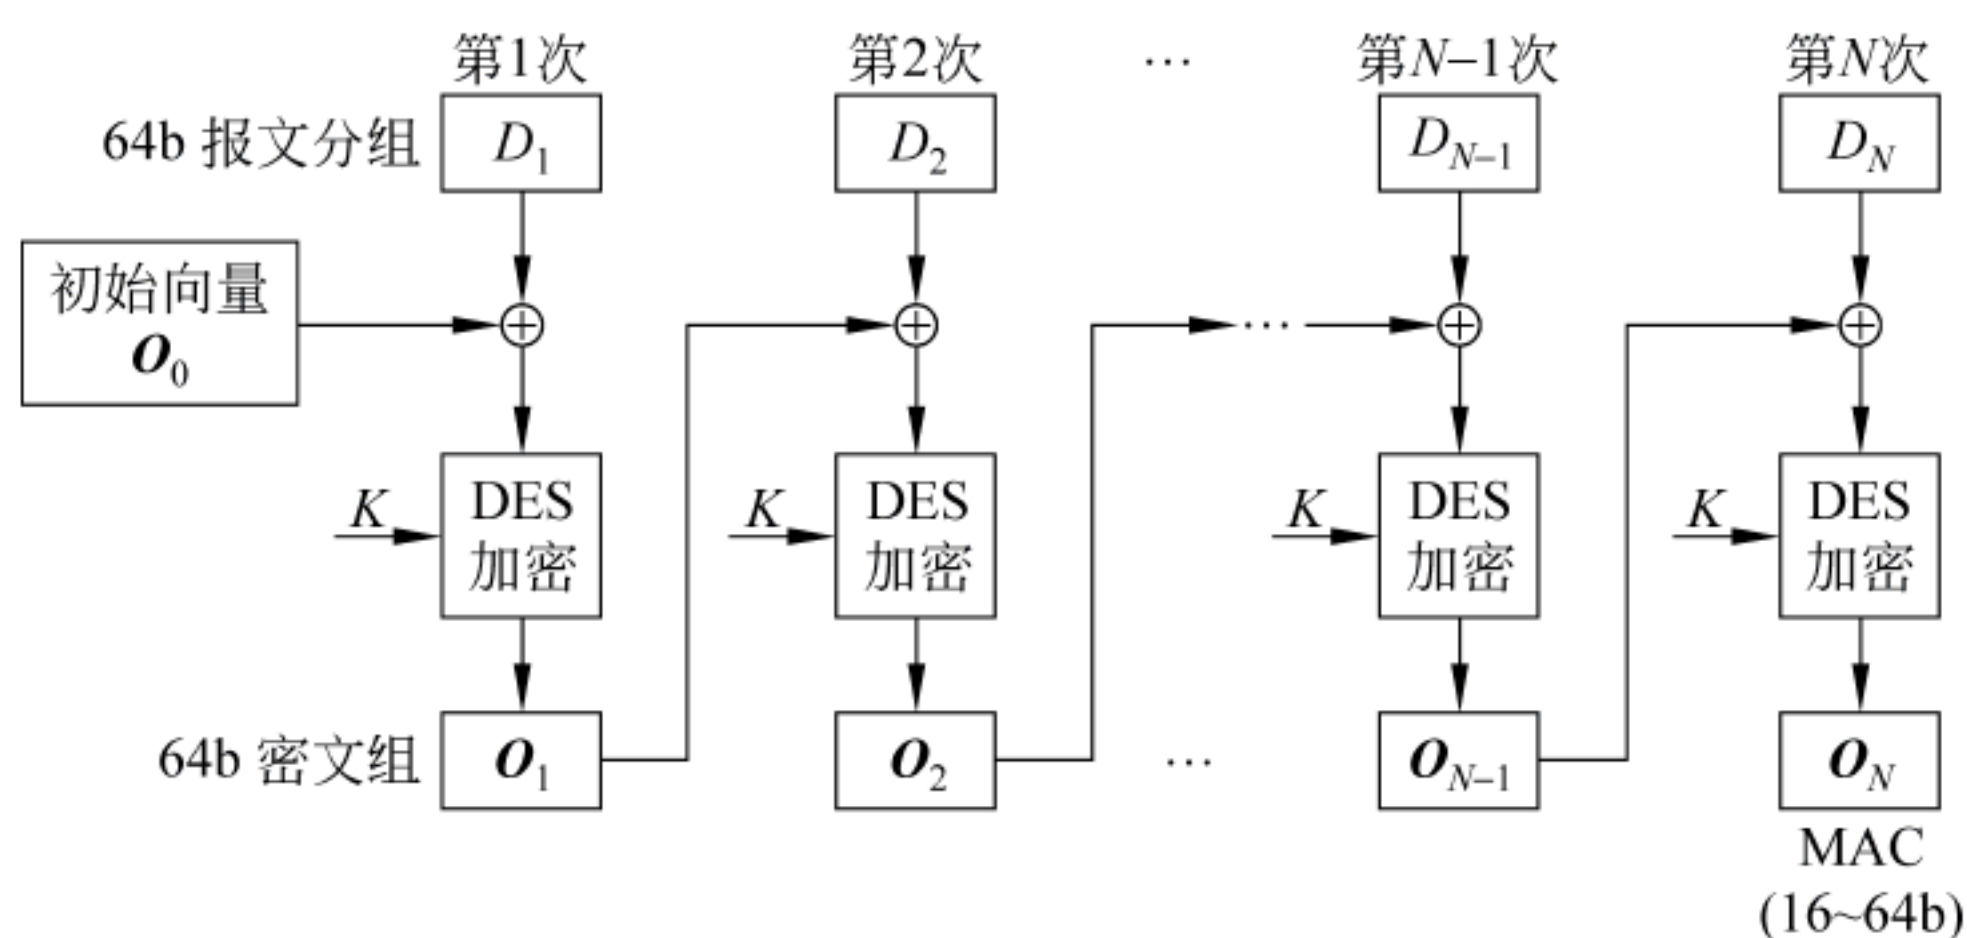 第1次 第2次 … 第N–1次 第N次
64b 报文分组 D1 D2 DN–1 DN
初始向量
O0
…
K DES 加密 K DES 加密 K DES 加密 K DES 加密
64b 密文组 O1 O2 … ON–1 ON
MAC
(16~64b)